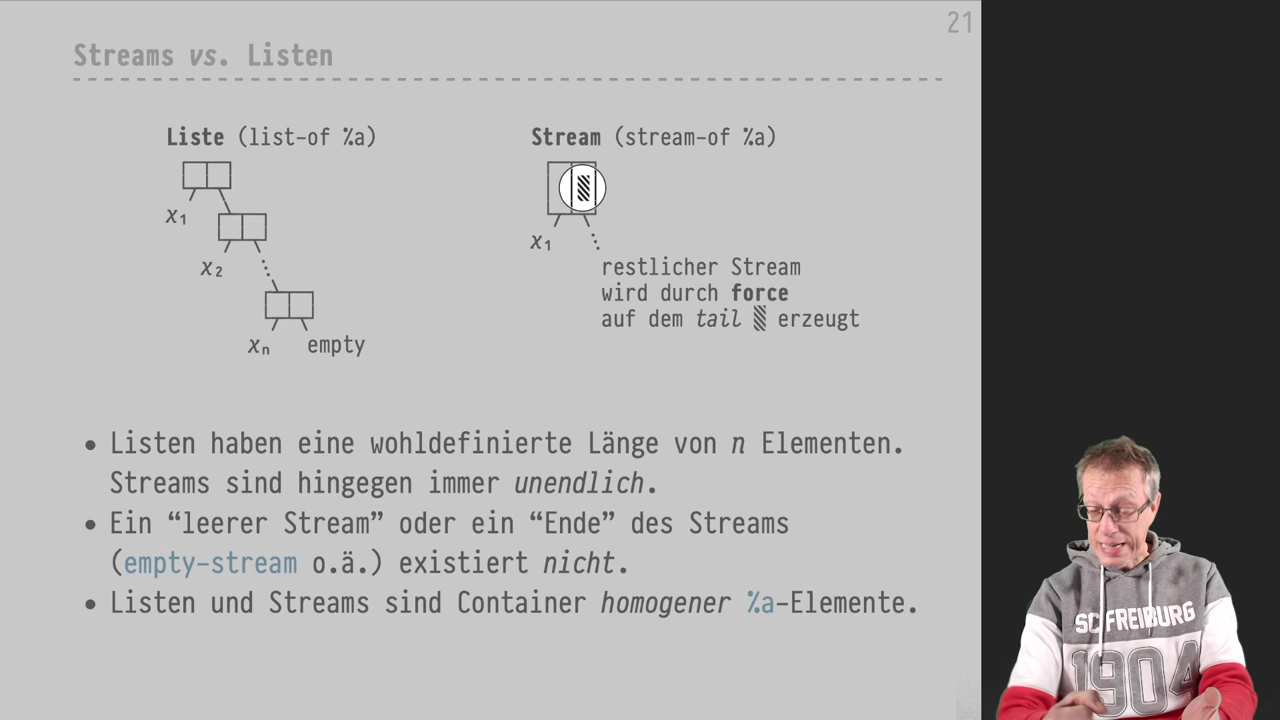 21
Streams vs. Listen
Liste (list-of %a)
x₁
x₂
xₙ empty
Stream (stream-of %a)
x₁
restlicher Stream
wird durch force
auf dem tail erzeugt
• Listen haben eine wohldefinierte Länge von n Elementen.
Streams sind hingegen immer unendlich.
• Ein “leerer Stream” oder ein “Ende” des Streams
(empty-stream o.ä.) existiert nicht.
• Listen und Streams sind Container homogener %a-Elemente.
SC FREIBURG
1904